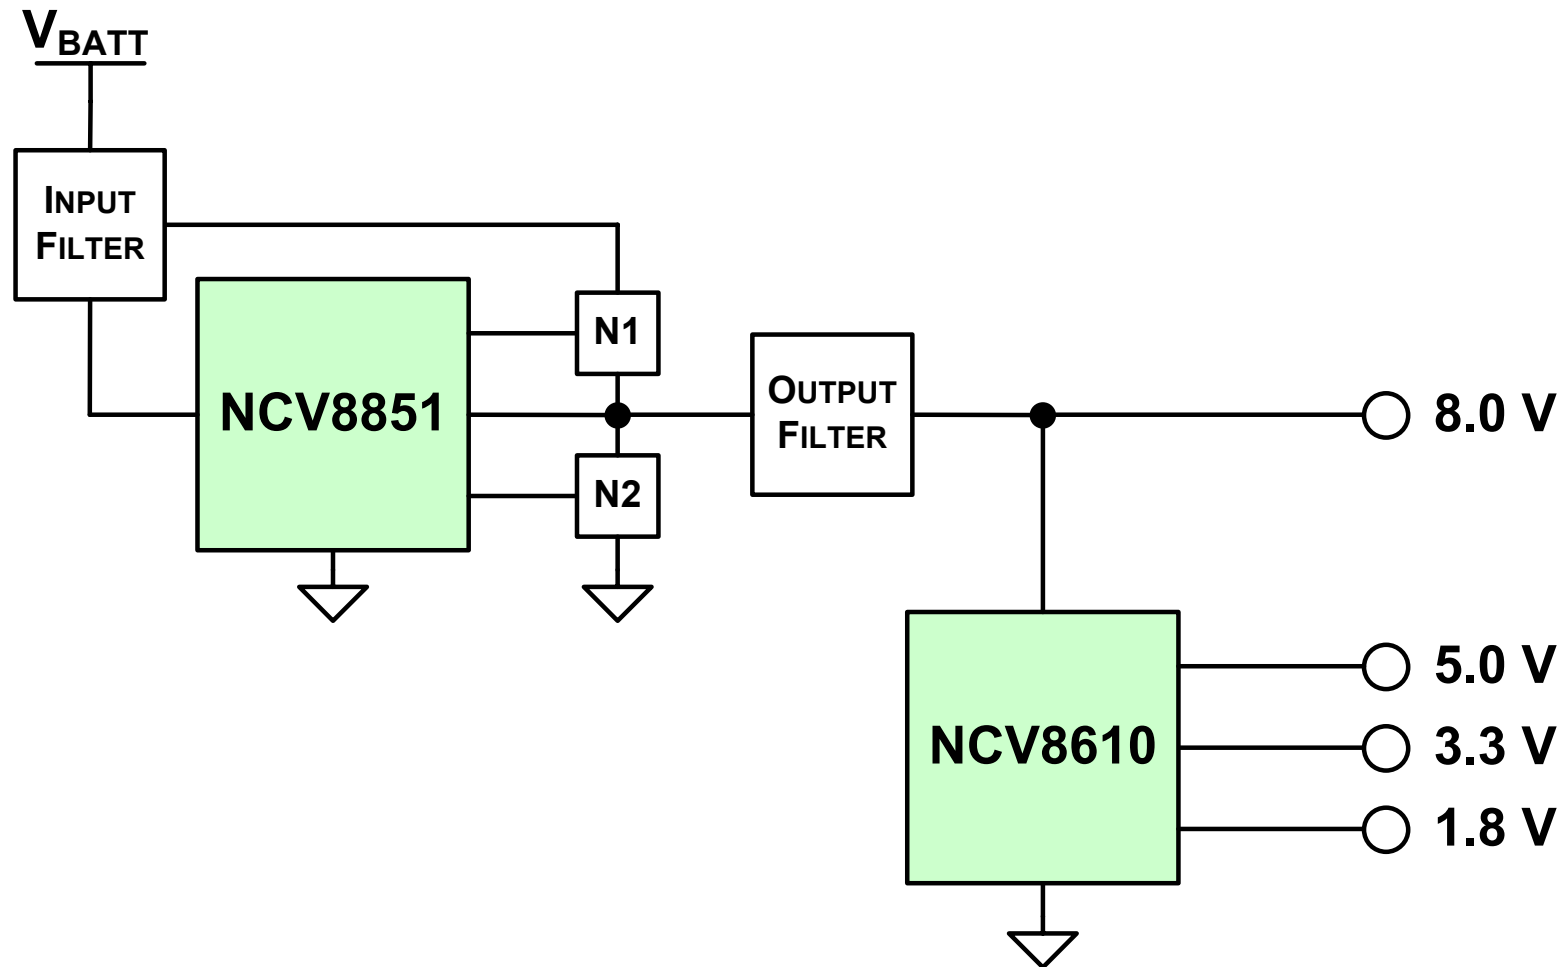 VBATT
INPUT
FILTER
NCV8851
N1
N2
OUTPUT
FILTER
8.0 V
NCV8610
5.0 V
3.3 V
1.8 V